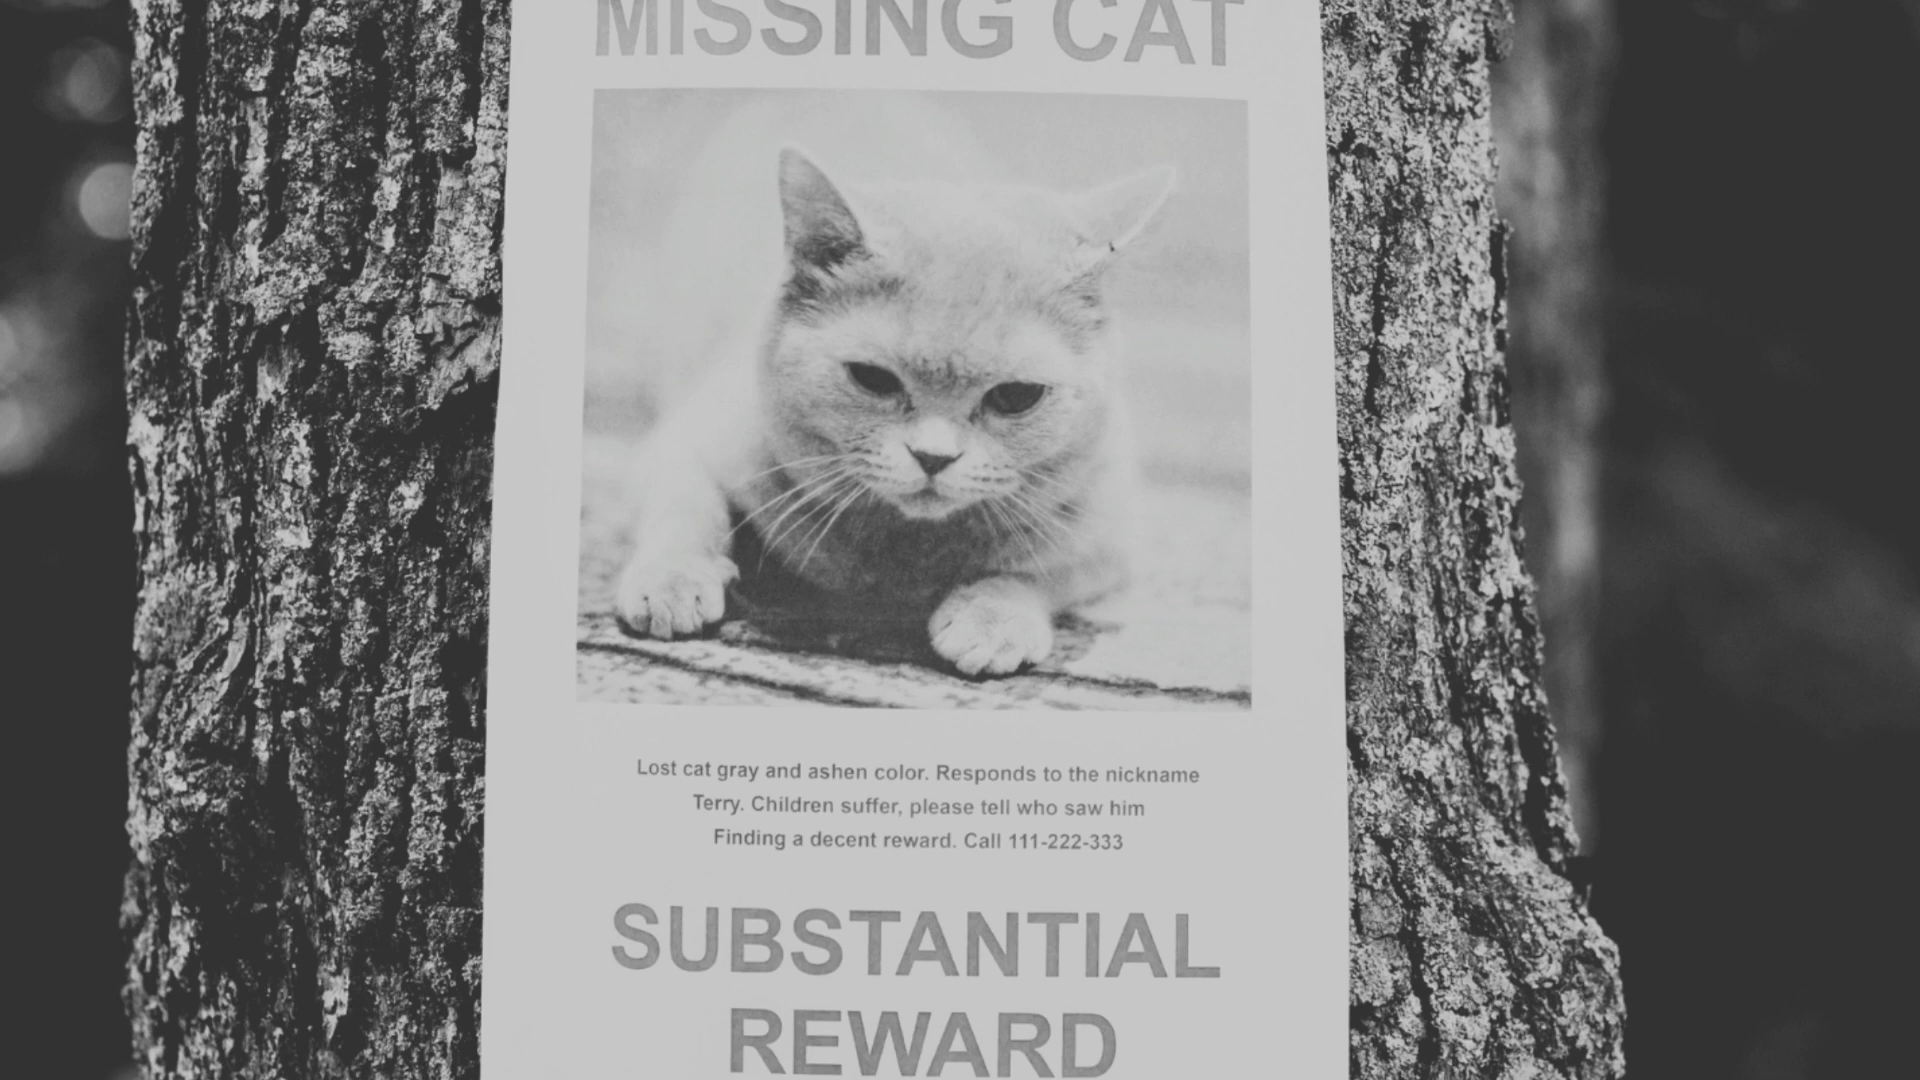 MISSING CAT
Lost cat gray and ashen color. Responds to the nickname
Terry. Children suffer, please tell who saw him
Finding a decent reward. Call 111-222-333
SUBSTANTIAL
REWARD